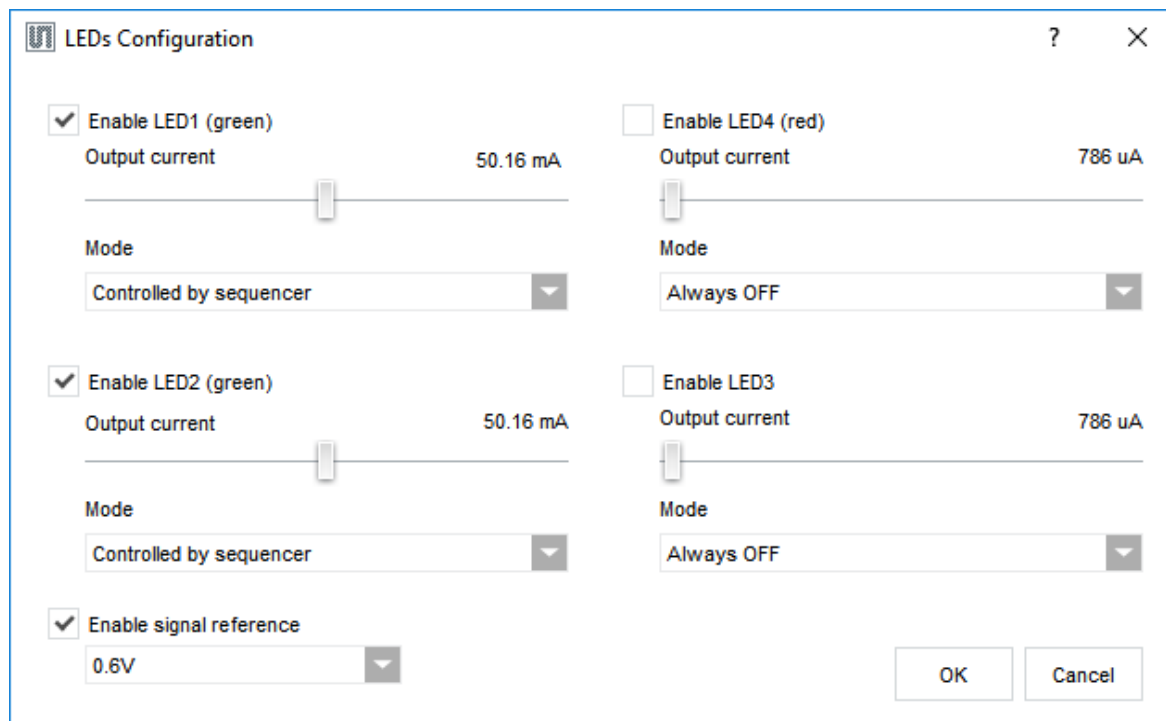 LEDs Configuration ?
Enable LED1 (green)
Output current 50.16 mA
Mode
Controlled by sequencer
Enable LED4 (red)
Output current 786 uA
Mode
Always OFF
Enable LED2 (green)
Output current 50.16 mA
Mode
Controlled by sequencer
Enable LED3
Output current 786 uA
Mode
Always OFF
Enable signal reference
0.6V
OK Cancel